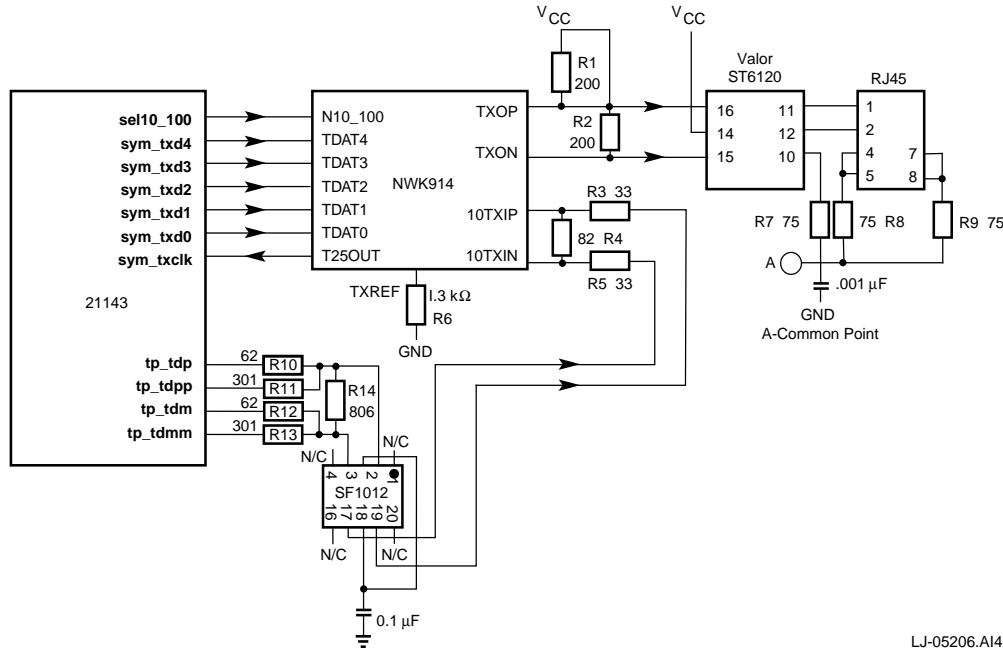 V CC
V CC
R1
200
R2
200
Valor
ST6120
RJ45
sel10_100
sym_txd4
sym_txd3
sym_txd2
sym_txd1
sym_txd0
sym_txclk
N10_100
TDAT4
TDAT3
TDAT2
TDAT1
TDAT0
T25OUT
NWK914
TXOP
TXON
10TXIP
10TXIN
16
14
15
11
12
10
1
2
4
5
7
8
R3 33
82 R4
R5 33
R7 75
75 R8
R9 75
A
.001 µF
GND
A-Common Point
TXREF
I.3 kΩ
R6
GND
21143
tp_tdp
tp_tdpp
tp_tdm
tp_tdmm
62
301
62
301
R10
R11
R12
R13
R14
806
N/C
N/C
4
3
2
1
SF1012
16
17
18
19
20
N/C
N/C
0.1 µF
LJ-05206.AI4